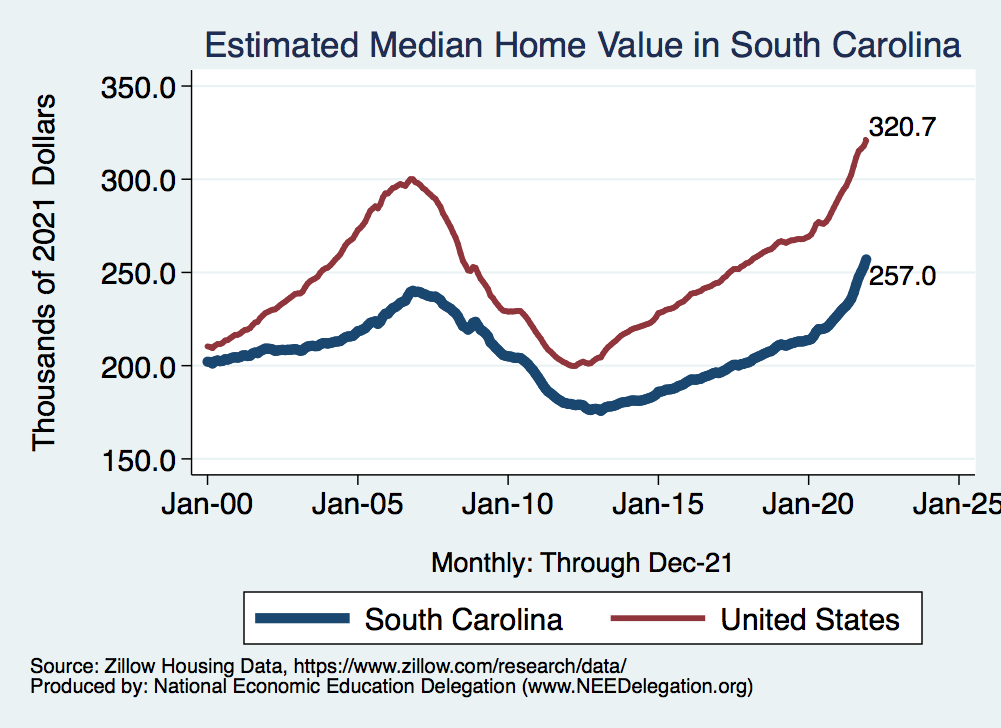 Estimated Median Home Value in South Carolina
Thousands of 2021 Dollars
350.0
300.0
250.0
200.0
150.0
320.7
257.0
Jan-00 Jan-05 Jan-10 Jan-15 Jan-20 Jan-25
Monthly: Through Dec-21
South Carolina United States
Source: Zillow Housing Data, https://www.zillow.com/research/data/
Produced by: National Economic Education Delegation (www.NEEDelegation.org)